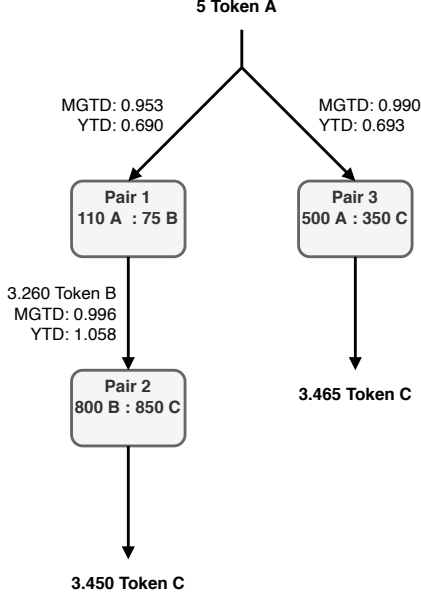 5 Token A
MGTD: 0.953
YTD: 0.690
MGTD: 0.990
YTD: 0.693
Pair 1
110 A : 75 B
Pair 3
500 A : 350 C
3.260 Token B
MGTD: 0.996
YTD: 1.058
Pair 2
800 B : 850 C
3.465 Token C
3.450 Token C